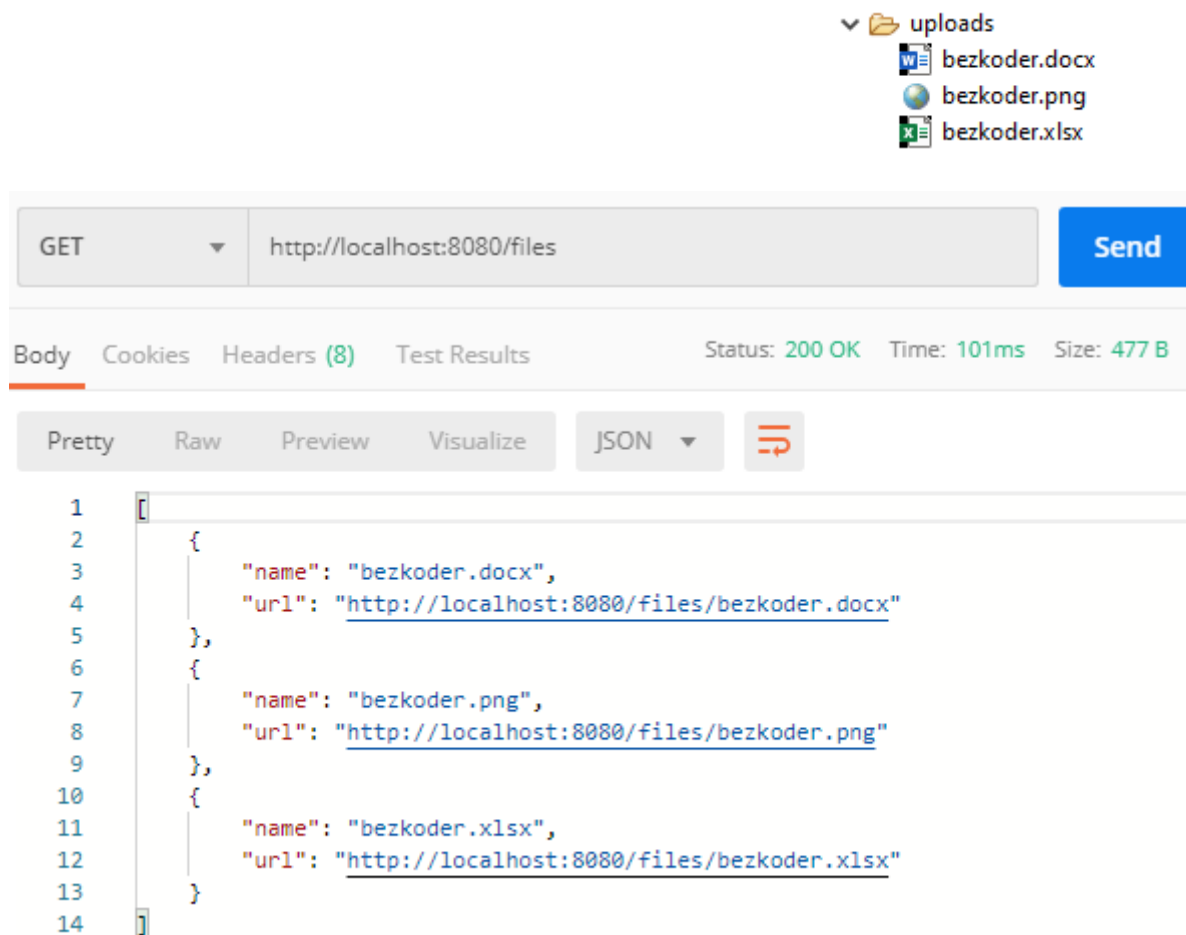 uploads
bezkoder.docx
bezkoder.png
bezkoder.xlsx
GET http://localhost:8080/files Send
Body Cookies Headers (8) Test Results Status: 200 OK Time: 101ms Size: 477 B
Pretty Raw Preview Visualize JSON
1 [
2 {
3 "name": "bezkoder.docx",
4 "url": "http://localhost:8080/files/bezkoder.docx"
5 },
6 {
7 "name": "bezkoder.png",
8 "url": "http://localhost:8080/files/bezkoder.png"
9 },
10 {
11 "name": "bezkoder.xlsx",
12 "url": "http://localhost:8080/files/bezkoder.xlsx"
13 }
14 ]